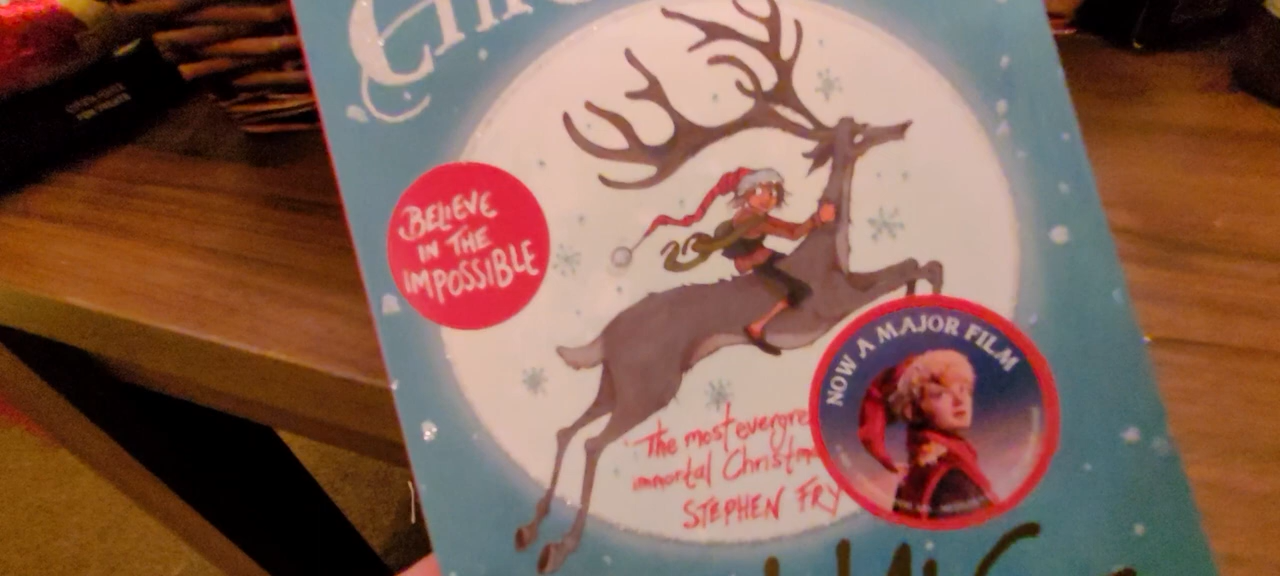 BELIEVE
IN THE
IMPOSSIBLE
NOW A MAJOR FILM
'The most evergre
immortal Christm
STEPHEN FRY